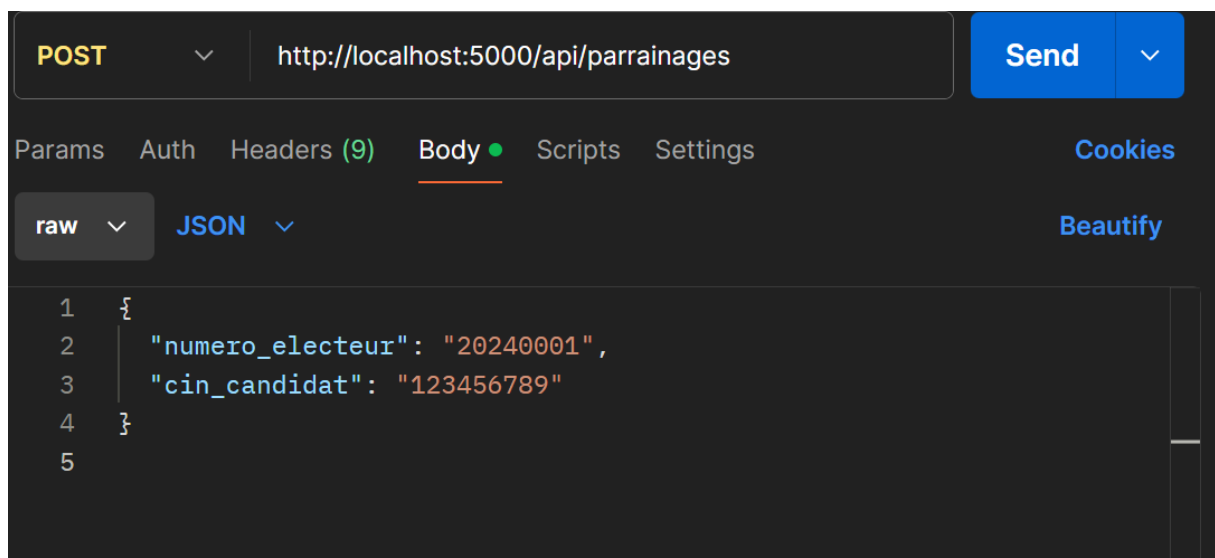 POST http://localhost:5000/api/parrainages Send
Params Auth Headers (9) Body Scripts Settings Cookies
raw JSON Beautify
1 {
2 "numero_electeur": "20240001",
3 "cin_candidat": "123456789"
4 }
5